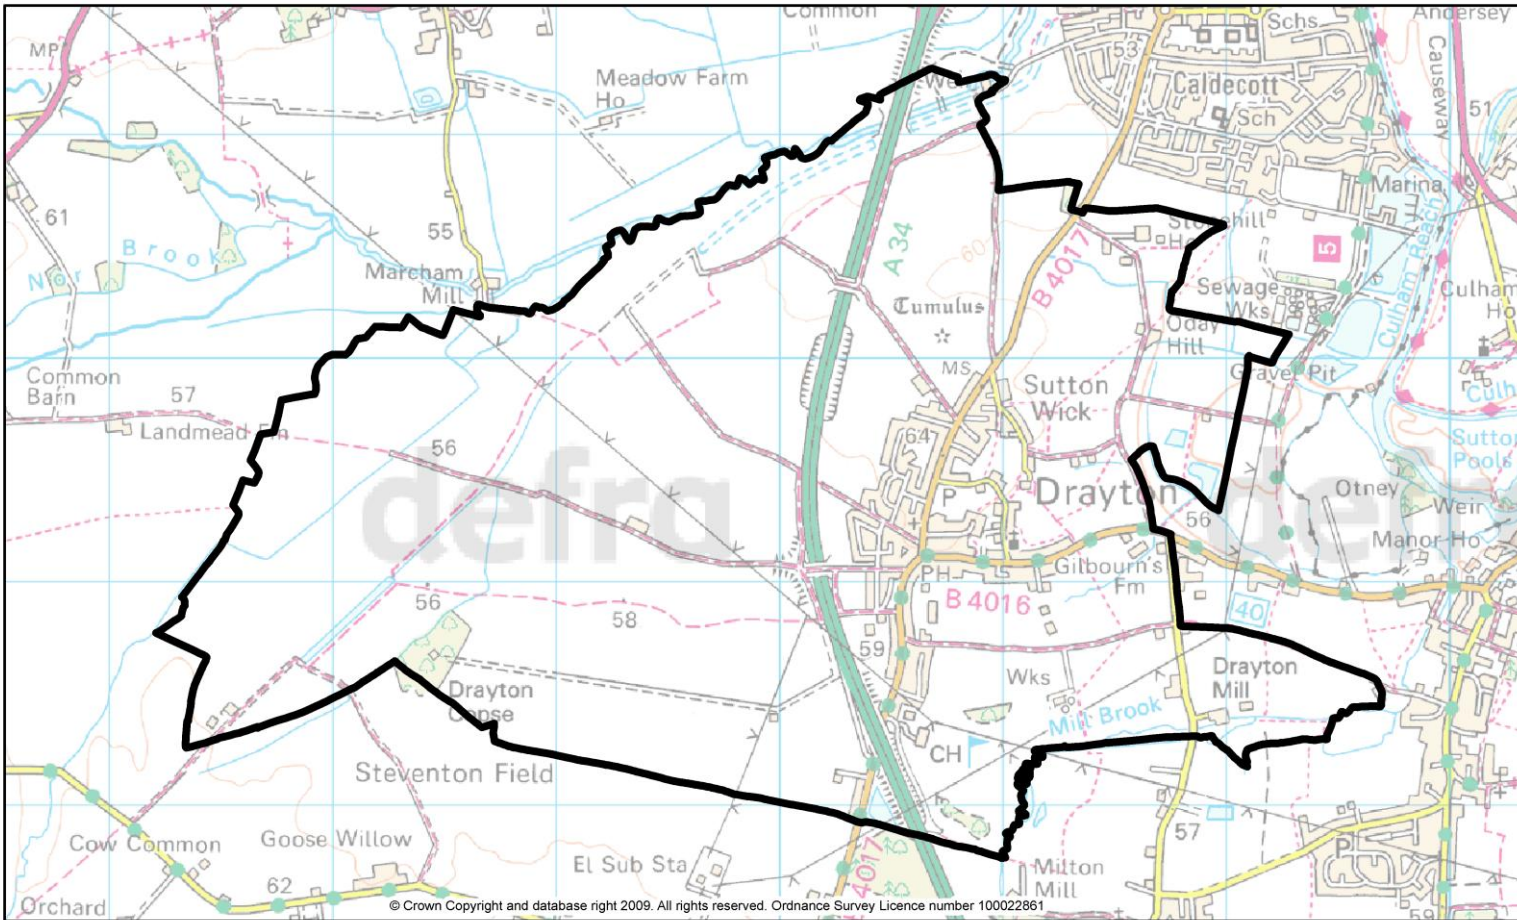 Common
Schs
Andersey
MP
53
Meadow Farm
Ho
Caldecott
Causeway
51
Sch
Marina
61
55
Nor Brook
A 34
60
B 4017
5
Culham Reach
Marcham
Mill
Tumulus
Sewage
Wks
Culham
Ho
Oday
Hill
MS
Gravel Pit
Common
Barn
57
Sutton
Wick
Landmead Fm
56
64
Sutton
Pools
defra
P
Drayton
Otney
Weir
56
Manor Ho
PH
Gilbourn's
Fm
B 4016
56
58
40
59
Wks
Drayton
Mill
Drayton
Copse
Mill Brook
CH
Steventon Field
57
Cow Common
Goose Willow
El Sub Sta
P
62
Milton
Mill
Orchard
4017
59
© Crown Copyright and database right 2009. All rights reserved. Ordnance Survey Licence number 100022861